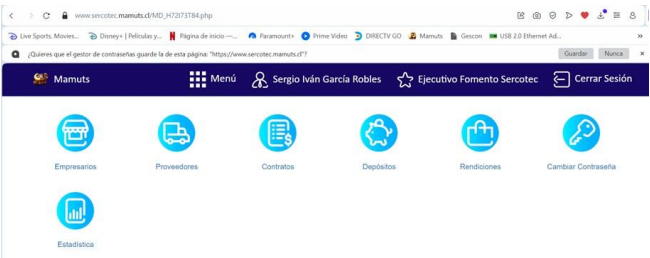 www.sercotec.mamuts.cl/MD_H72I73T84.php
Live Sports, Movies... Disney+ | Películas y... Página de inicio —... Paramount+ Prime Video DIRECTV GO Mamuts Gescon USB 2.0 Ethernet Ad...
¿Quieres que el gestor de contraseñas guarde la de esta página: "https://www.sercotec.mamuts.cl"? Guardar Nunca
Mamuts Menú Sergio Iván García Robles Ejecutivo Fomento Sercotec Cerrar Sesión
Empresarios Proveedores Contratos Depósitos Rendiciones Cambiar Contraseña
Estadística